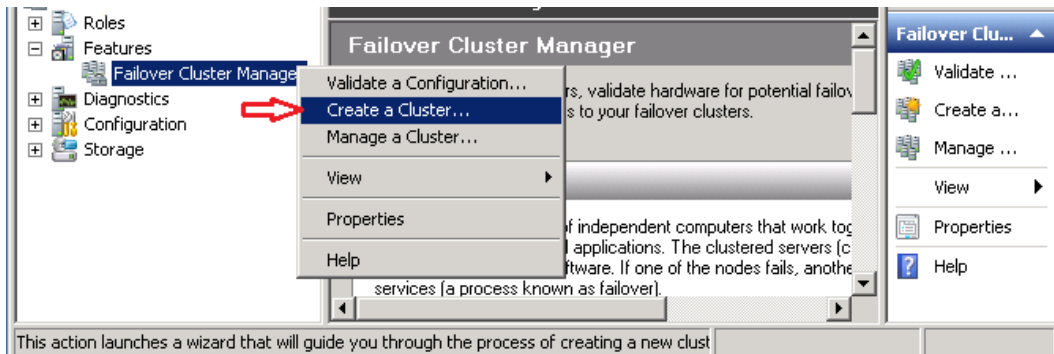 Roles
Features
Failover Cluster Manage
Diagnostics
Configuration
Storage
Failover Cluster Manager
rs, validate hardware for potential failov
s to your failover clusters.
of independent computers that work tog
l applications. The clustered servers (c
ftware. If one of the nodes fails, anothe
services (a process known as failover).
Validate a Configuration...
Create a Cluster...
Manage a Cluster...
View
Properties
Help
Failover Clu...
Validate ...
Create a...
Manage ...
View
Properties
Help
This action launches a wizard that will guide you through the process of creating a new clust